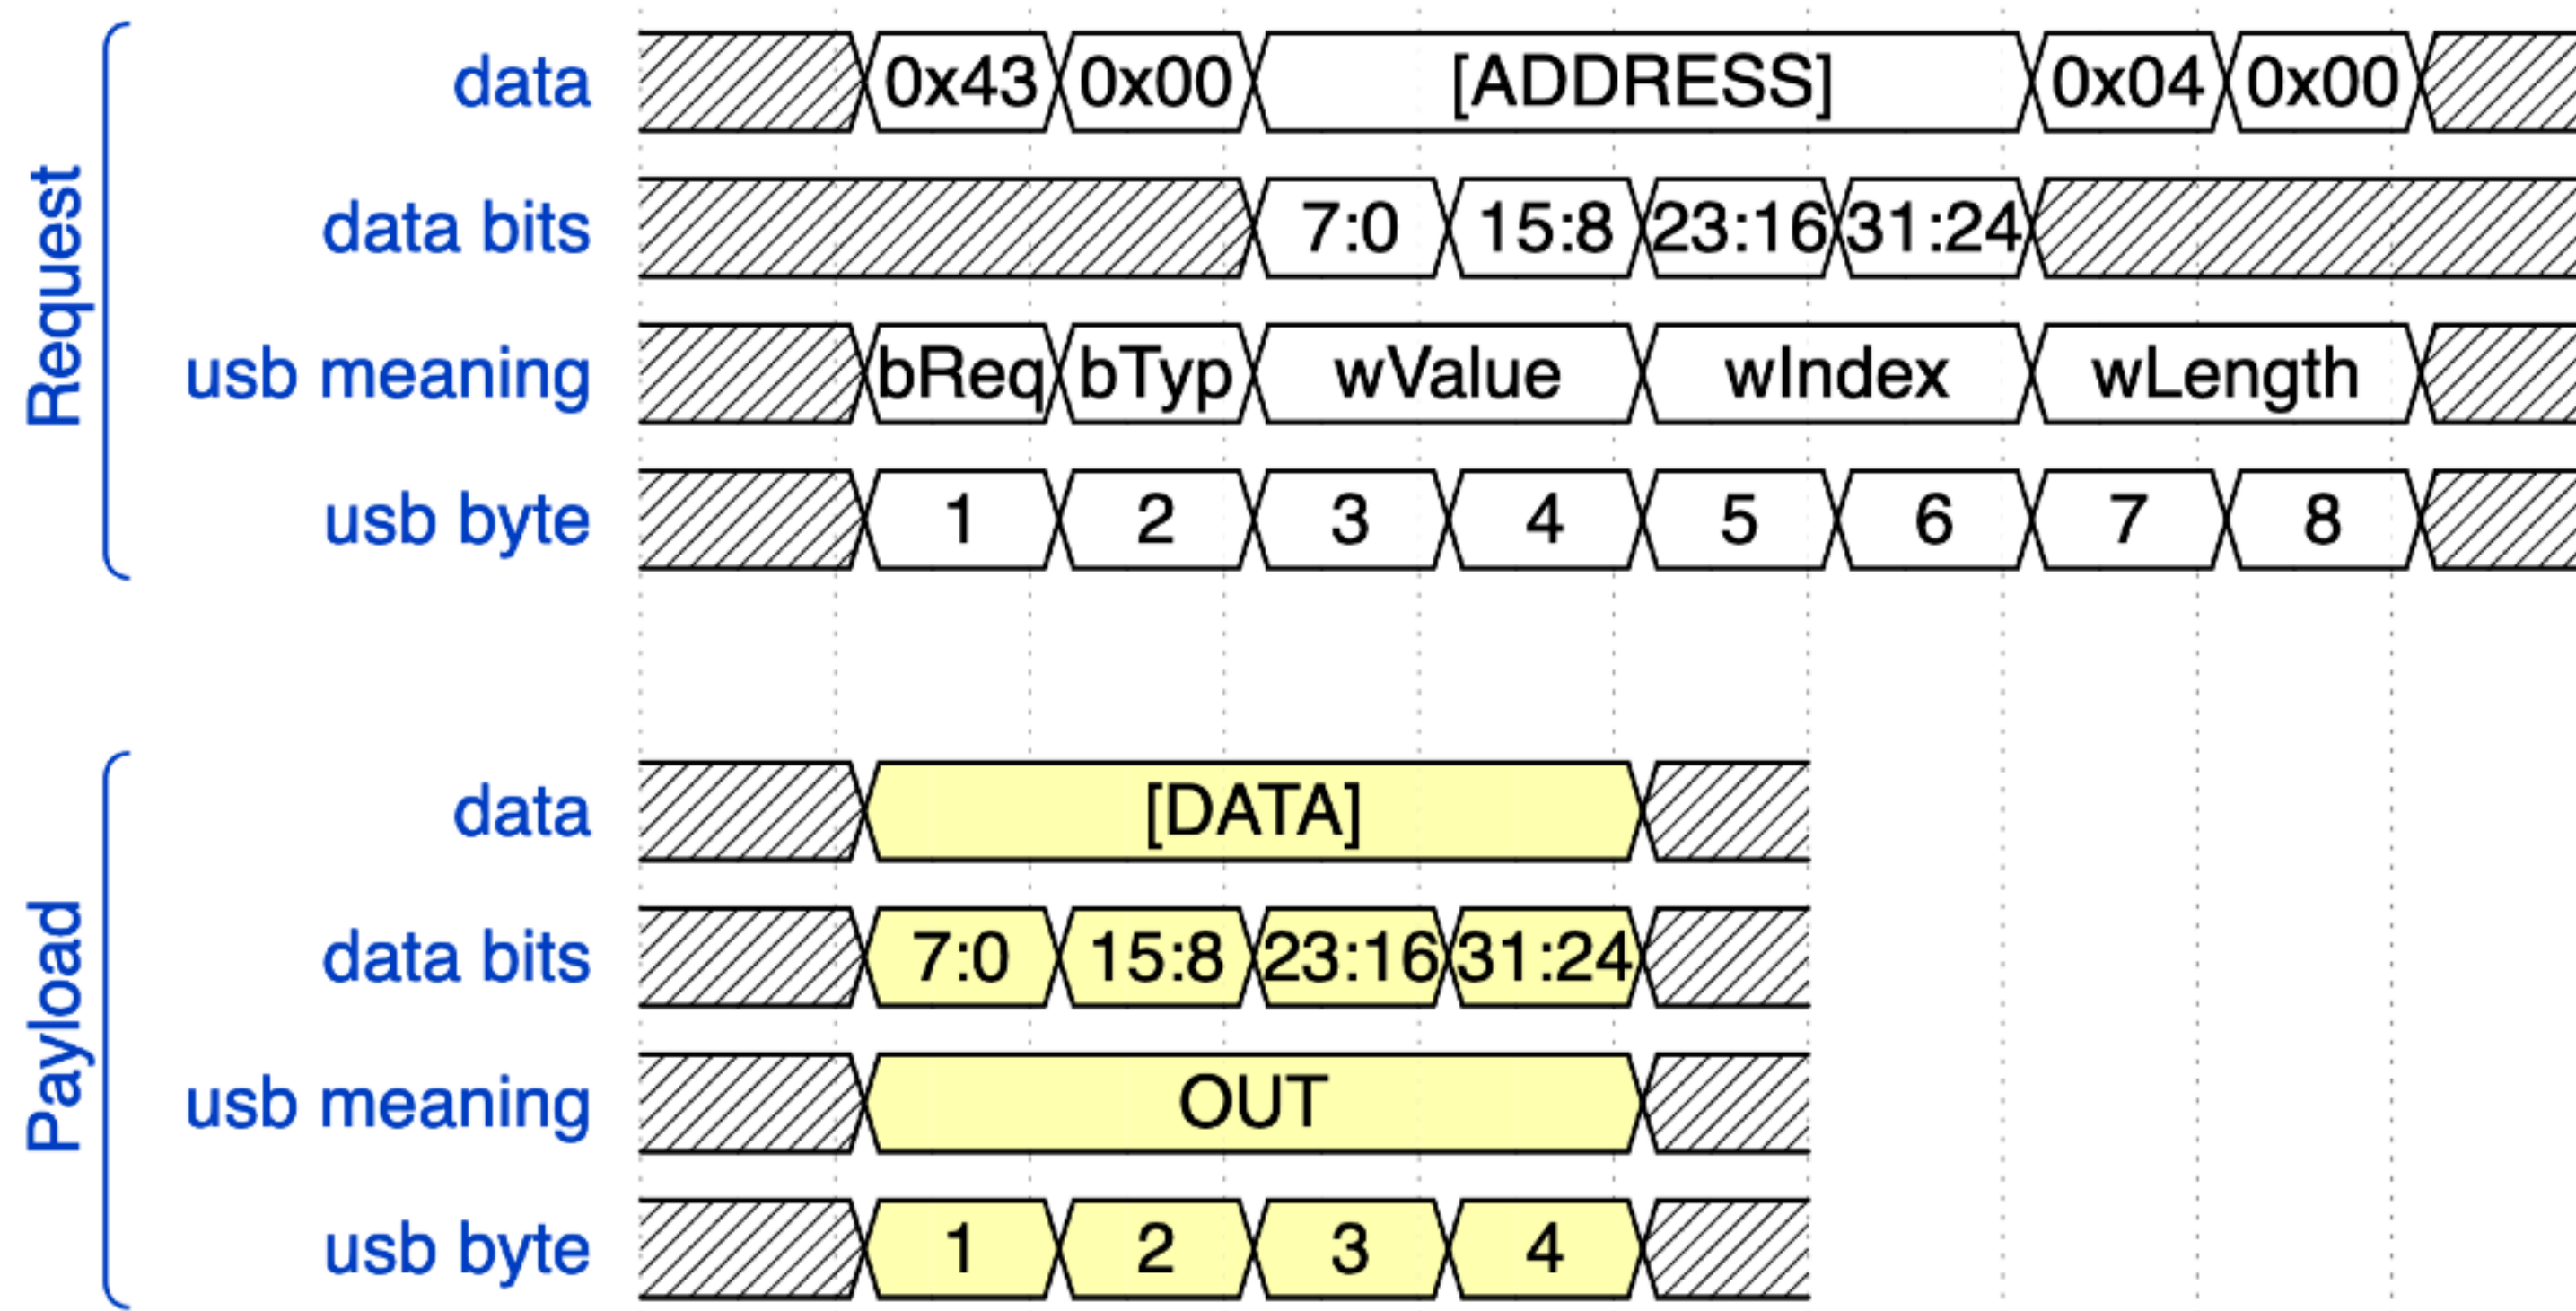 Request
data 0x43 0x00 [ADDRESS] 0x04 0x00
data bits 7:0 15:8 23:16 31:24
usb meaning bReq bTyp wValue wIndex wLength
usb byte 1 2 3 4 5 6 7 8
Payload
data [DATA]
data bits 7:0 15:8 23:16 31:24
usb meaning OUT
usb byte 1 2 3 4